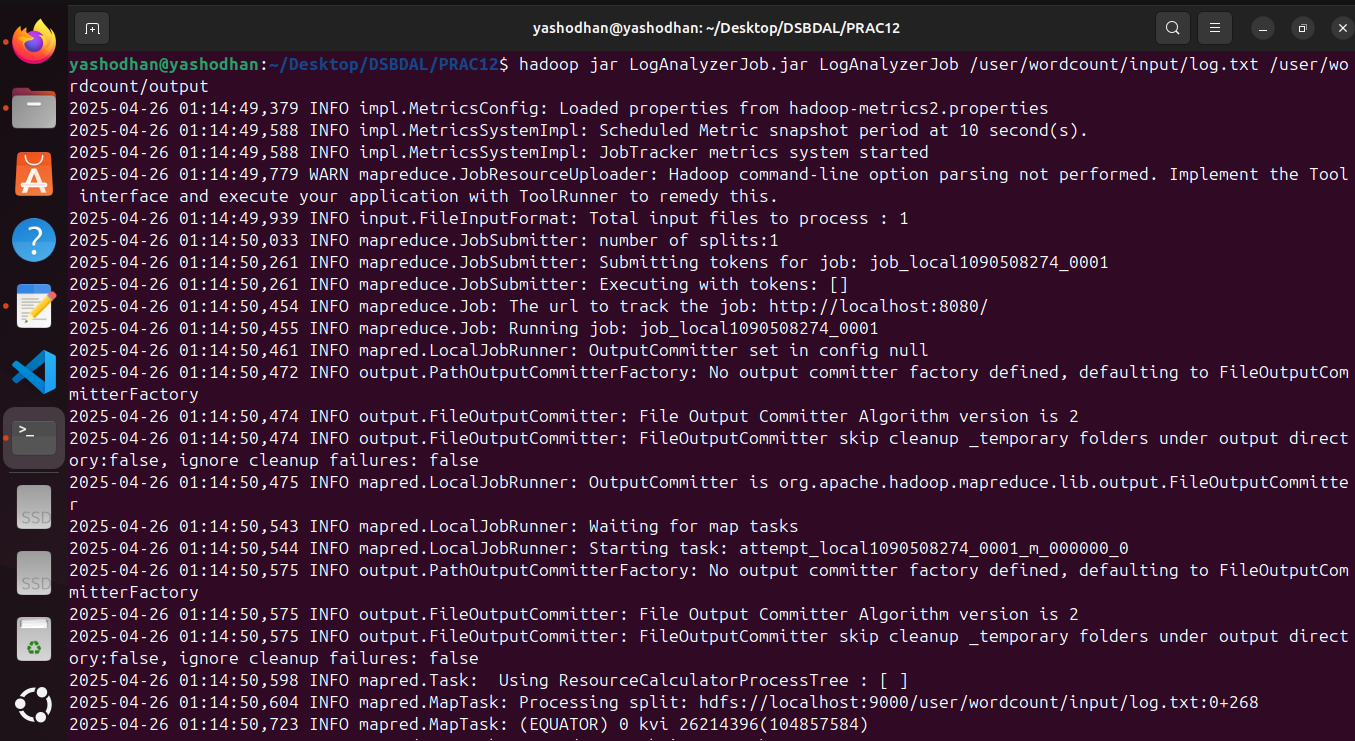 yashodhan@yashodhan: ~/Desktop/DSBDAL/PRAC12
yashodhan@yashodhan:~/Desktop/DSBDAL/PRAC12$ hadoop jar LogAnalyzerJob.jar LogAnalyzerJob /user/wordcount/input/log.txt /user/wo
rdcount/output
2025-04-26 01:14:49,379 INFO impl.MetricsConfig: Loaded properties from hadoop-metrics2.properties
2025-04-26 01:14:49,588 INFO impl.MetricsSystemImpl: Scheduled Metric snapshot period at 10 second(s).
2025-04-26 01:14:49,588 INFO impl.MetricsSystemImpl: JobTracker metrics system started
2025-04-26 01:14:49,779 WARN mapreduce.JobResourceUploader: Hadoop command-line option parsing not performed. Implement the Tool
 interface and execute your application with ToolRunner to remedy this.
2025-04-26 01:14:49,939 INFO input.FileInputFormat: Total input files to process : 1
2025-04-26 01:14:50,033 INFO mapreduce.JobSubmitter: number of splits:1
2025-04-26 01:14:50,261 INFO mapreduce.JobSubmitter: Submitting tokens for job: job_local1090508274_0001
2025-04-26 01:14:50,261 INFO mapreduce.JobSubmitter: Executing with tokens: []
2025-04-26 01:14:50,454 INFO mapreduce.Job: The url to track the job: http://localhost:8080/
2025-04-26 01:14:50,455 INFO mapreduce.Job: Running job: job_local1090508274_0001
2025-04-26 01:14:50,461 INFO mapred.LocalJobRunner: OutputCommitter set in config null
2025-04-26 01:14:50,472 INFO output.PathOutputCommitterFactory: No output committer factory defined, defaulting to FileOutputCom
mitterFactory
2025-04-26 01:14:50,474 INFO output.FileOutputCommitter: File Output Committer Algorithm version is 2
2025-04-26 01:14:50,474 INFO output.FileOutputCommitter: FileOutputCommitter skip cleanup _temporary folders under output direct
ory:false, ignore cleanup failures: false
2025-04-26 01:14:50,475 INFO mapred.LocalJobRunner: OutputCommitter is org.apache.hadoop.mapreduce.lib.output.FileOutputCommitte
r
2025-04-26 01:14:50,543 INFO mapred.LocalJobRunner: Waiting for map tasks
2025-04-26 01:14:50,544 INFO mapred.LocalJobRunner: Starting task: attempt_local1090508274_0001_m_000000_0
2025-04-26 01:14:50,575 INFO output.PathOutputCommitterFactory: No output committer factory defined, defaulting to FileOutputCom
mitterFactory
2025-04-26 01:14:50,575 INFO output.FileOutputCommitter: File Output Committer Algorithm version is 2
2025-04-26 01:14:50,575 INFO output.FileOutputCommitter: FileOutputCommitter skip cleanup _temporary folders under output direct
ory:false, ignore cleanup failures: false
2025-04-26 01:14:50,598 INFO mapred.Task:  Using ResourceCalculatorProcessTree : [ ]
2025-04-26 01:14:50,604 INFO mapred.MapTask: Processing split: hdfs://localhost:9000/user/wordcount/input/log.txt:0+268
2025-04-26 01:14:50,723 INFO mapred.MapTask: (EQUATOR) 0 kvi 26214396(104857584)
SSD
SSD